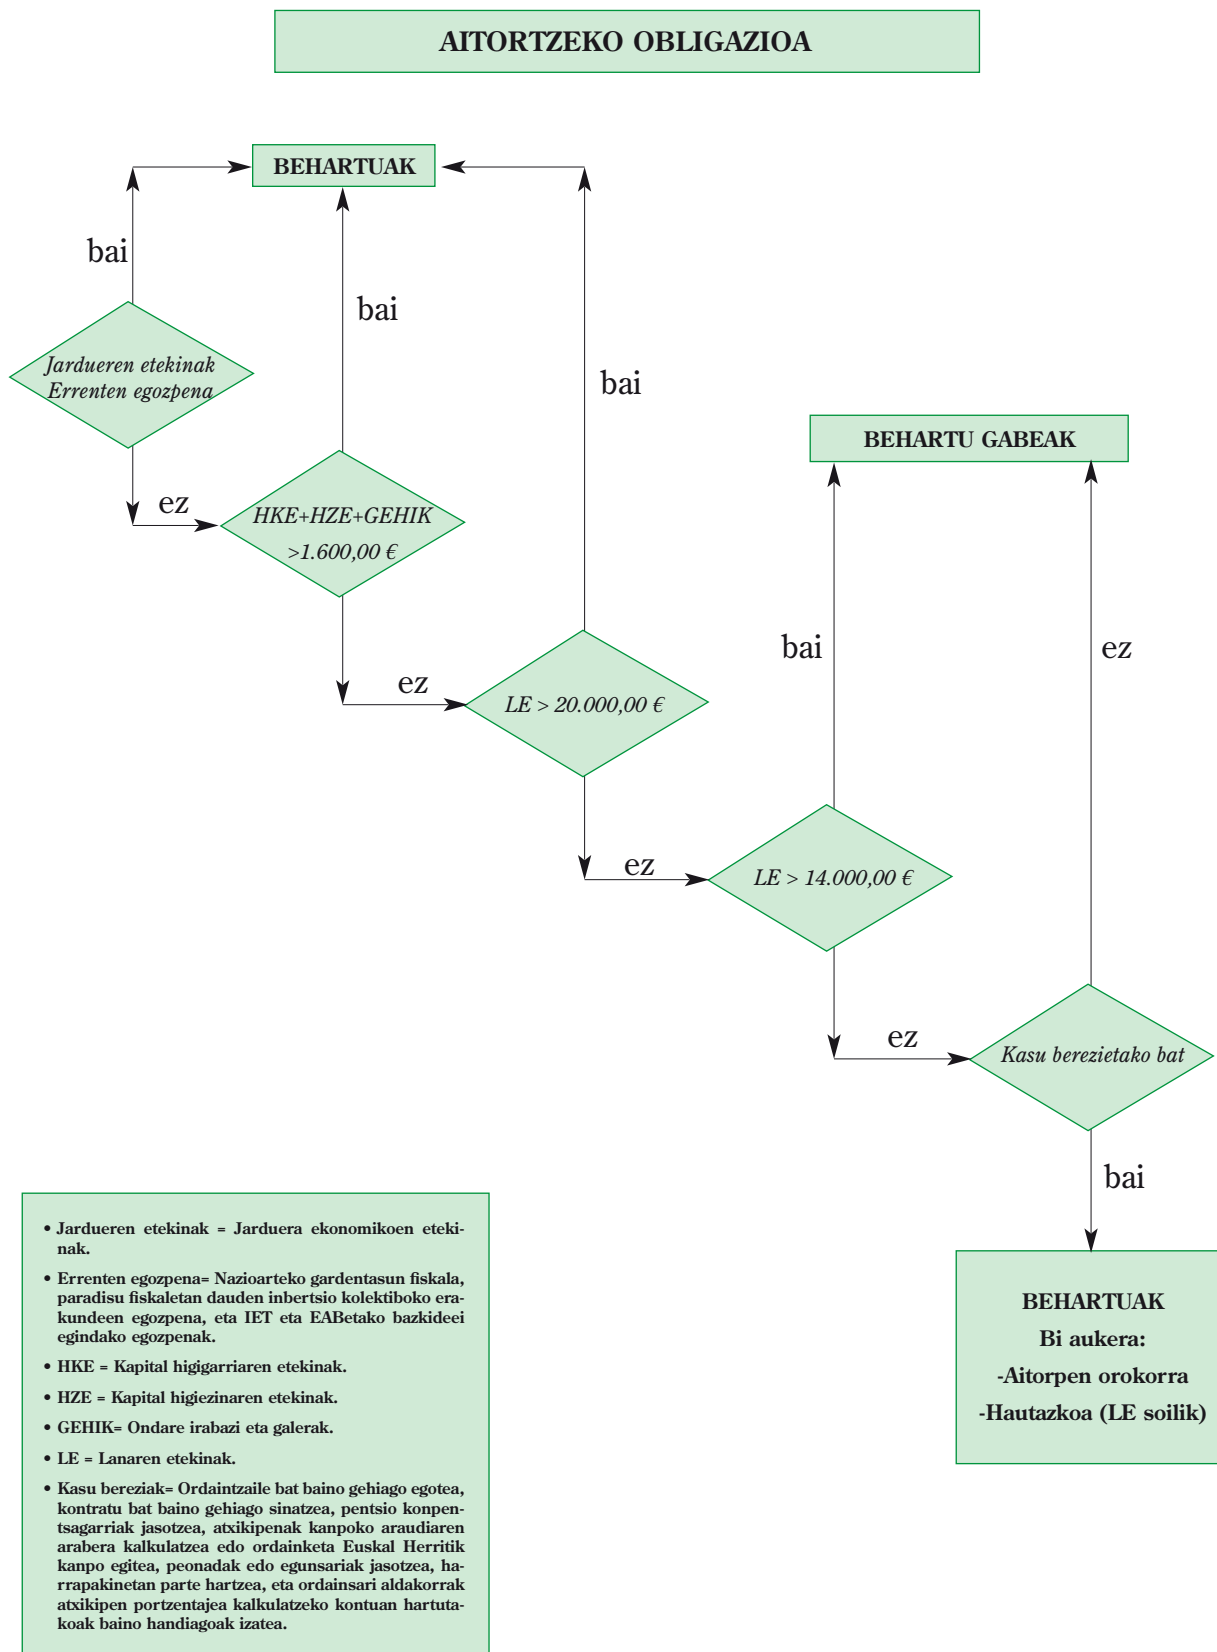 AITORTZEKO OBLIGAZIOA
BEHARTUAK
bai
bai
bai
Jardueren etekinak
Errenten egozpena
BEHARTU GABEAK
ez
HKE+HZE+GEHIK
>1.600,00 €
bai
ez
ez
LE > 20.000,00 €
ez
LE > 14.000,00 €
ez
Kasu berezietako bat
bai
• Jardueren etekinak = Jarduera ekonomikoen eteki-
nak.
• Errenten egozpena= Nazioarteko gardentasun fiskala,
paradisu fiskaletan dauden inbertsio kolektiboko era-
kundeen egozpena, eta IET eta EABetako bazkideei
egindako egozpenak.
• HKE = Kapital higigarriaren etekinak.
• HZE = Kapital higiezinaren etekinak.
• GEHIK= Ondare irabazi eta galerak.
• LE = Lanaren etekinak.
• Kasu bereziak= Ordaintzaile bat baino gehiago egotea,
kontratu bat baino gehiago sinatzea, pentsio konpen-
tsagarriak jasotzea, atxikipenak kanpoko araudiaren
arabera kalkulatzea edo ordainketa Euskal Herritik
kanpo egitea, peonadak edo egunsariak jasotzea, ha-
rrapakinetan parte hartzea, eta ordainsari aldakorrak
atxikipen portzentajea kalkulatzeko kontuan hartuta-
koak baino handiagoak izatea.
BEHARTUAK
Bi aukera:
-Aitorpen orokorra
-Hautazkoa (LE soilik)